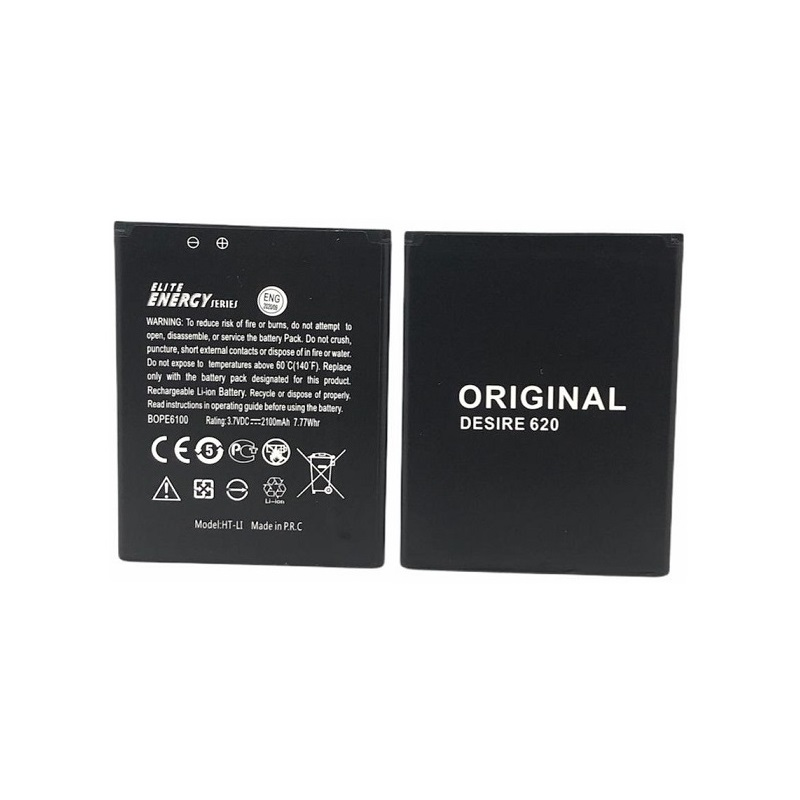 ELITE
ENERGY SERIES
ENG
2020/09
WARNING: To reduce risk of fire or burns, do not attempt to
open, disassemble, or service the battery Pack. Do not crush,
puncture, short external contacts or dispose of in fire or water.
Do not expose to temperatures above 60°C(140°F). Replace
only with the battery pack designated for this product.
Rechargeable Li-ion Battery. Recycle or dispose of properly.
Read instructions in operating guide before using the battery.
BOPE6100 Rating: 3.7VDC 2100mAh 7.77Whr
CE 5
Li-ion
Model:HT-LI Made in P.R.C
ORIGINAL
DESIRE 620